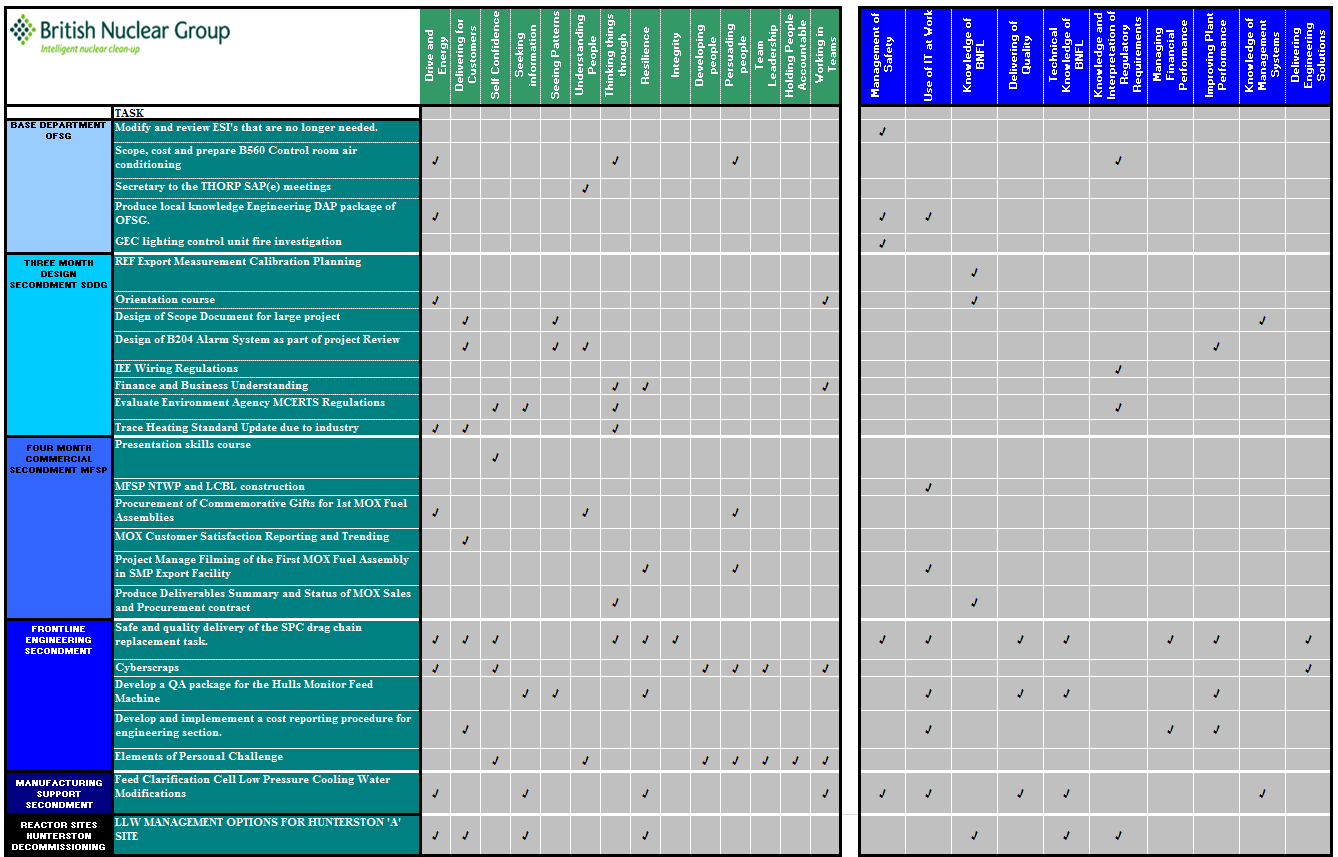 British Nuclear Group
Intelligent nuclear clean-up
Drive and
Energy
Delivering for
Customers
Self Confidence
Seeking
information
Seeing Patterns
Understanding
People
Thinking things
through
Resilience
Integrity
Developing
people
Persuading
people
Team
Leadership
Holding People
Accountable
Working in
Teams
Management of
Safety
Use of IT at Work
Knowledge of
BNFL
Delivering of
Quality
Technical
Knowledge of
BNFL
Knowledge and
Interpretation of
Regulatory
Requirements
Managing
Financial
Perfomance
Improving Plant
Perfomance
Knowledge of
Management
Systems
Delivering
Engineering
Solutions
TASK
BASE DEPARTMENT
OFSG
Modify and review ESI's that are no longer needed.
Scope, cost and prepare B560 Control room air
conditioning
Secretary to the THORP SAP(e) meetings
Produce local knowledge Engineering DAP package of
OFSG.
GEC lighting control unit fire investigation
THREE MONTH
DESIGN
SECONDMENT SDDG
REF Export Measurement Calibration Planning
Orientation course
Design of Scope Document for large project
Design of B204 Alarm System as part of project Review
IEE Wiring Regulations
Finance and Business Understanding
Evaluate Environment Agency MCERTS Regulations
Trace Heating Standard Update due to industry
FOUR MONTH
COMMERCIAL
SECONDMENT MFSP
Presentation skills course
MFSP NTWP and LCBL construction
Procurement of Commemorative Gifts for 1st MOX Fuel
Assemblies
MOX Customer Satisfaction Reporting and Trending
Project Manage Filming of the First MOX Fuel Assembly
in SMP Export Facility
Produce Deliverables Summary and Status of MOX Sales
and Procurement contract
FRONTLINE
ENGINEERING
SECONDMENT
Safe and quality delivery of the SPC drag chain
replacement task.
Cyberscraps
Develop a QA package for the Hulls Monitor Feed
Machine
Develop and implemement a cost reporting procedure for
engineering section.
Elements of Personal Challenge
MANUFACTURING
SUPPORT
SECONDMENT
Feed Clarification Cell Low Pressure Cooling Water
Modifications
REACTOR SITES
HUNTERSTON
DECOMMISSIONING
LLW MANAGEMENT OPTIONS FOR HUNTERSTON 'A'
SITE